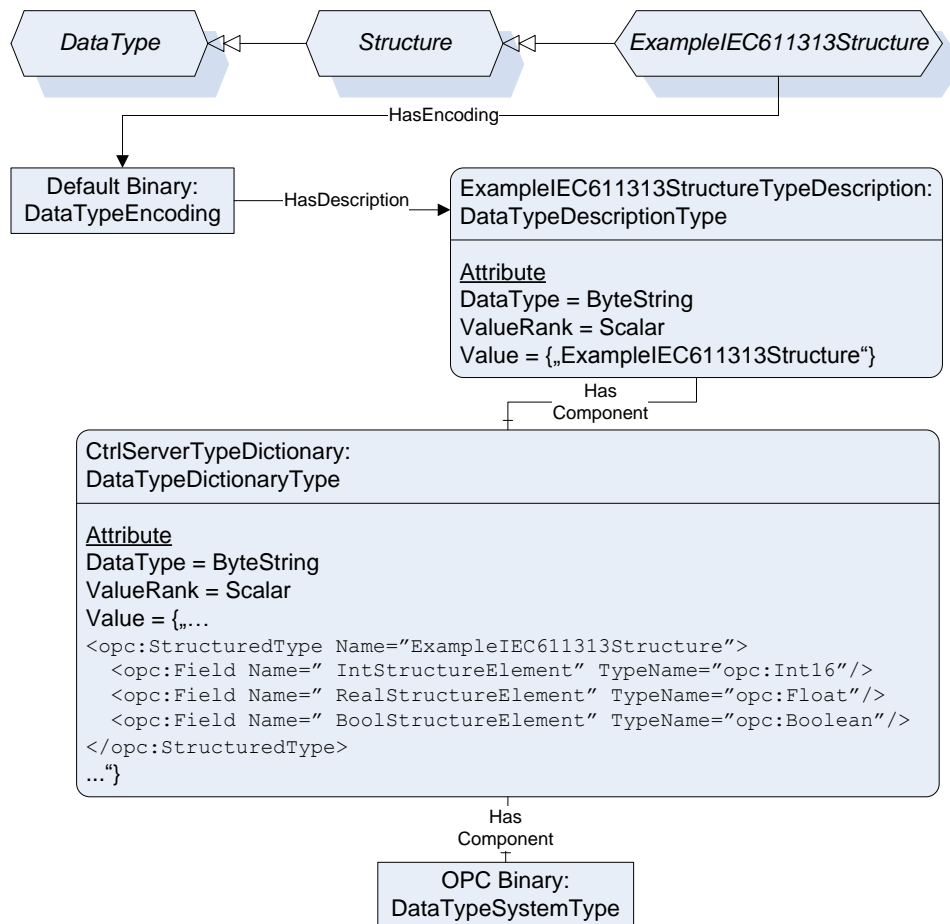 DataType
Structure
ExampleIEC611313Structure
HasEncoding
Default Binary:
DataTypeEncoding
HasDescription
ExampleIEC611313StructureTypeDescription:
DataTypeDescriptionType
Attribute
DataType = ByteString
ValueRank = Scalar
Value = {„ExampleIEC611313Structure“}
Has
Component
CtrlServerTypeDictionary:
DataTypeDictionaryType
Attribute
DataType = ByteString
ValueRank = Scalar
Value = {„…
<opc:StructuredType Name=”ExampleIEC611313Structure”>
<opc:Field Name=” IntStructureElement” TypeName=”opc:Int16”/>
<opc:Field Name=” RealStructureElement” TypeName=”opc:Float”/>
<opc:Field Name=” BoolStructureElement” TypeName=”opc:Boolean”/>
</opc:StructuredType>
...“}
Has
Component
OPC Binary:
DataTypeSystemType